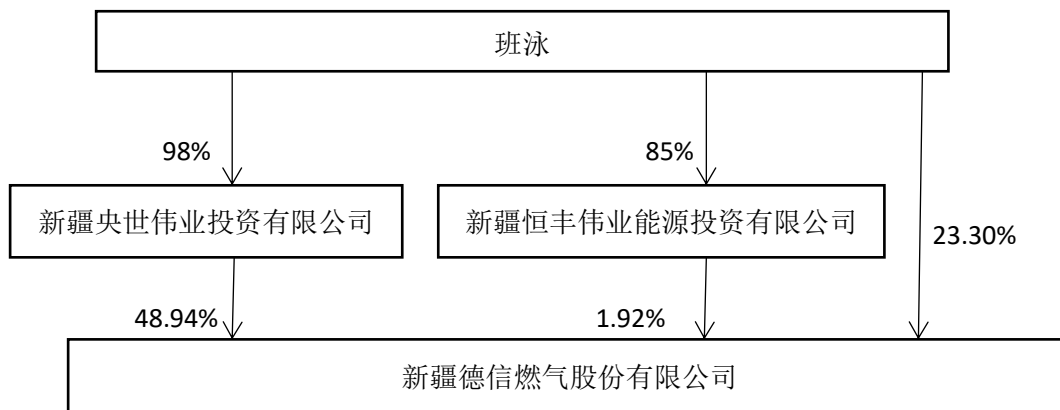 班泳
98%
85%
新疆央世伟业投资有限公司
新疆恒丰伟业能源投资有限公司
23.30%
48.94%
1.92%
新疆德信燃气股份有限公司